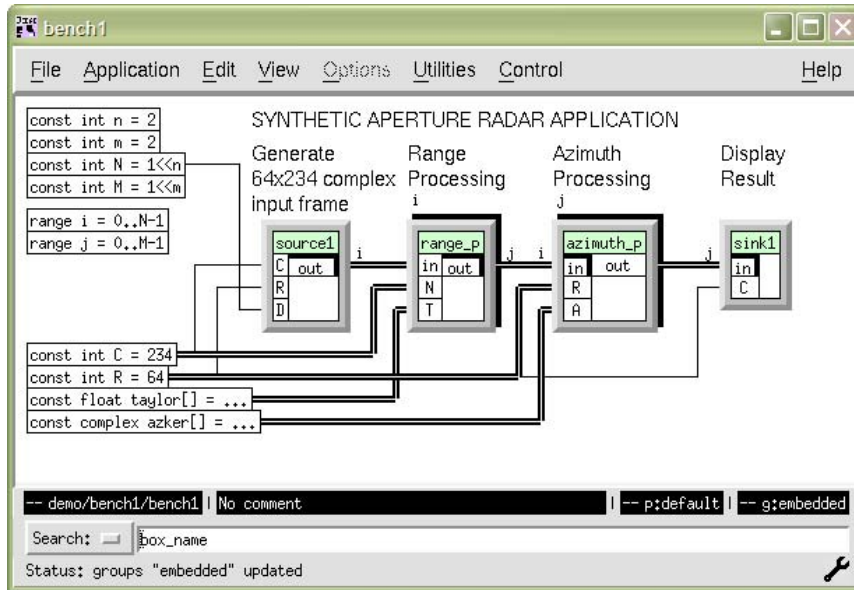 bench1
File Application Edit View Options Utilities Control Help
const int n = 2
const int m = 2
const int N = 1<<n
const int M = 1<<m
range i = 0..N-1
range j = 0..M-1
SYNTHETIC APERTURE RADAR APPLICATION
Generate
64x234 complex
input frame
Range
Processing
Azimuth
Processing
Display
Result
i
j
source1
C out
R
D
i
range_p
in out
N
T
j i
azimuth_p
in out
R
A
j
sink1
in
C
const int C = 234
const int R = 64
const float taylor[] = ...
const complex azker[] = ...
-- demo/bench1/bench1 | No comment | -- p:default | -- g:embedded
Search: box_name
Status: groups "embedded" updated